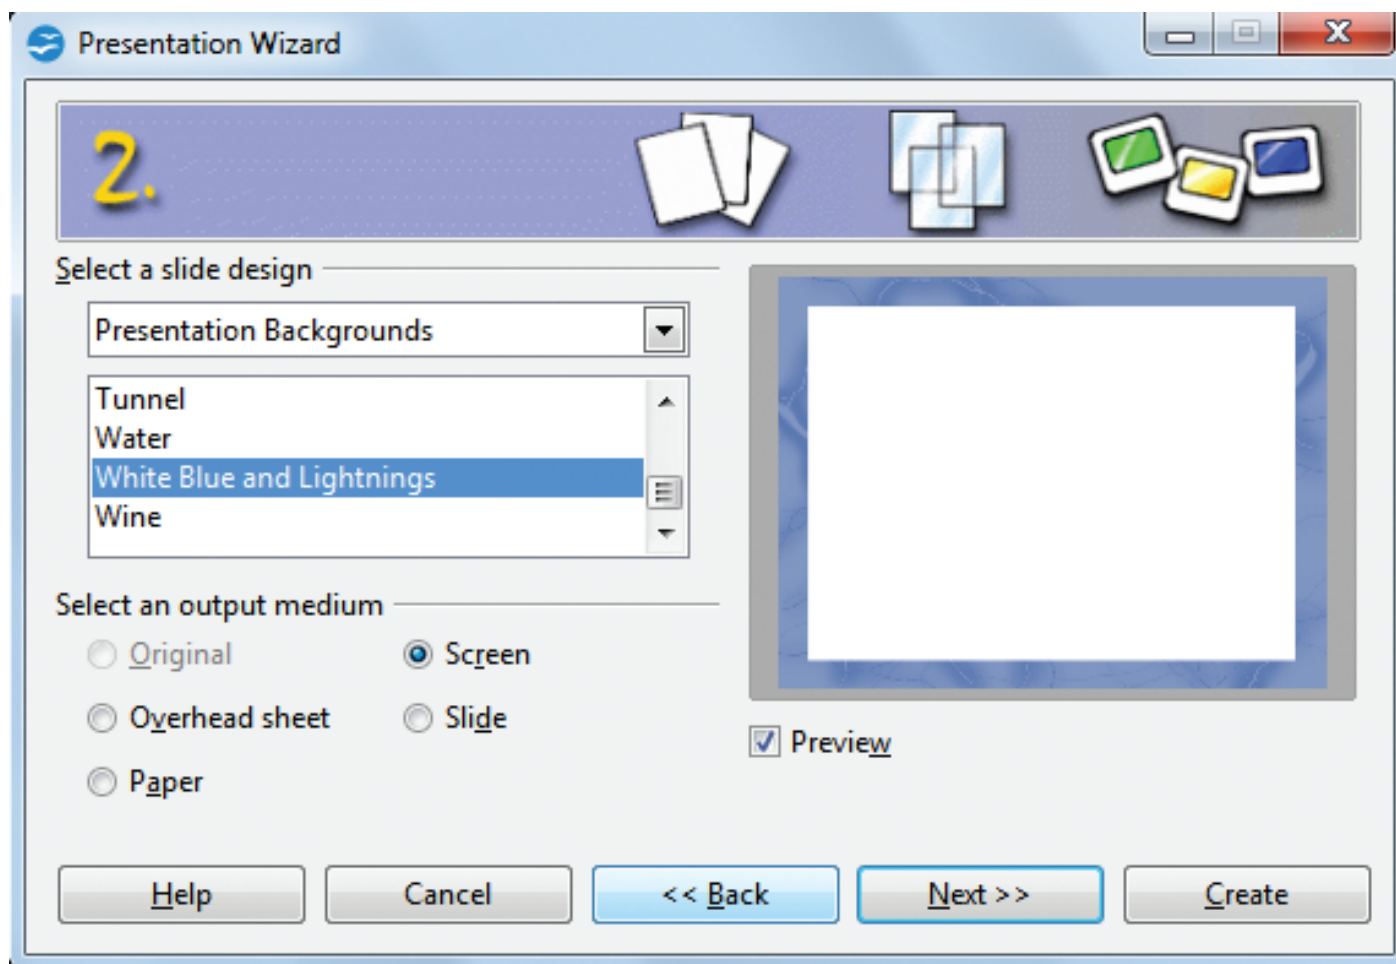 Presentation Wizard
2.
Select a slide design
Presentation Backgrounds
Tunnel
Water
White Blue and Lightnings
Wine
Select an output medium
Original
Screen
Overhead sheet
Slide
Paper
Preview
Help
Cancel
<< Back
Next >>
Create